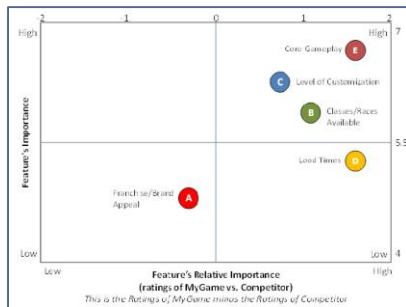 -2 -1 0 1 2
High High 7
Core Gameplay E
C Level of Customization
B Classes/Races
Available
5.5
Load Times D
Franchise/Brand
Appeal A
Feature's Importance
Low Low 4
Low High
Feature's Relative Importance
(ratings of MyGame vs. Competitor)
This is the Ratings of MyGame minus the Ratings of Competitor